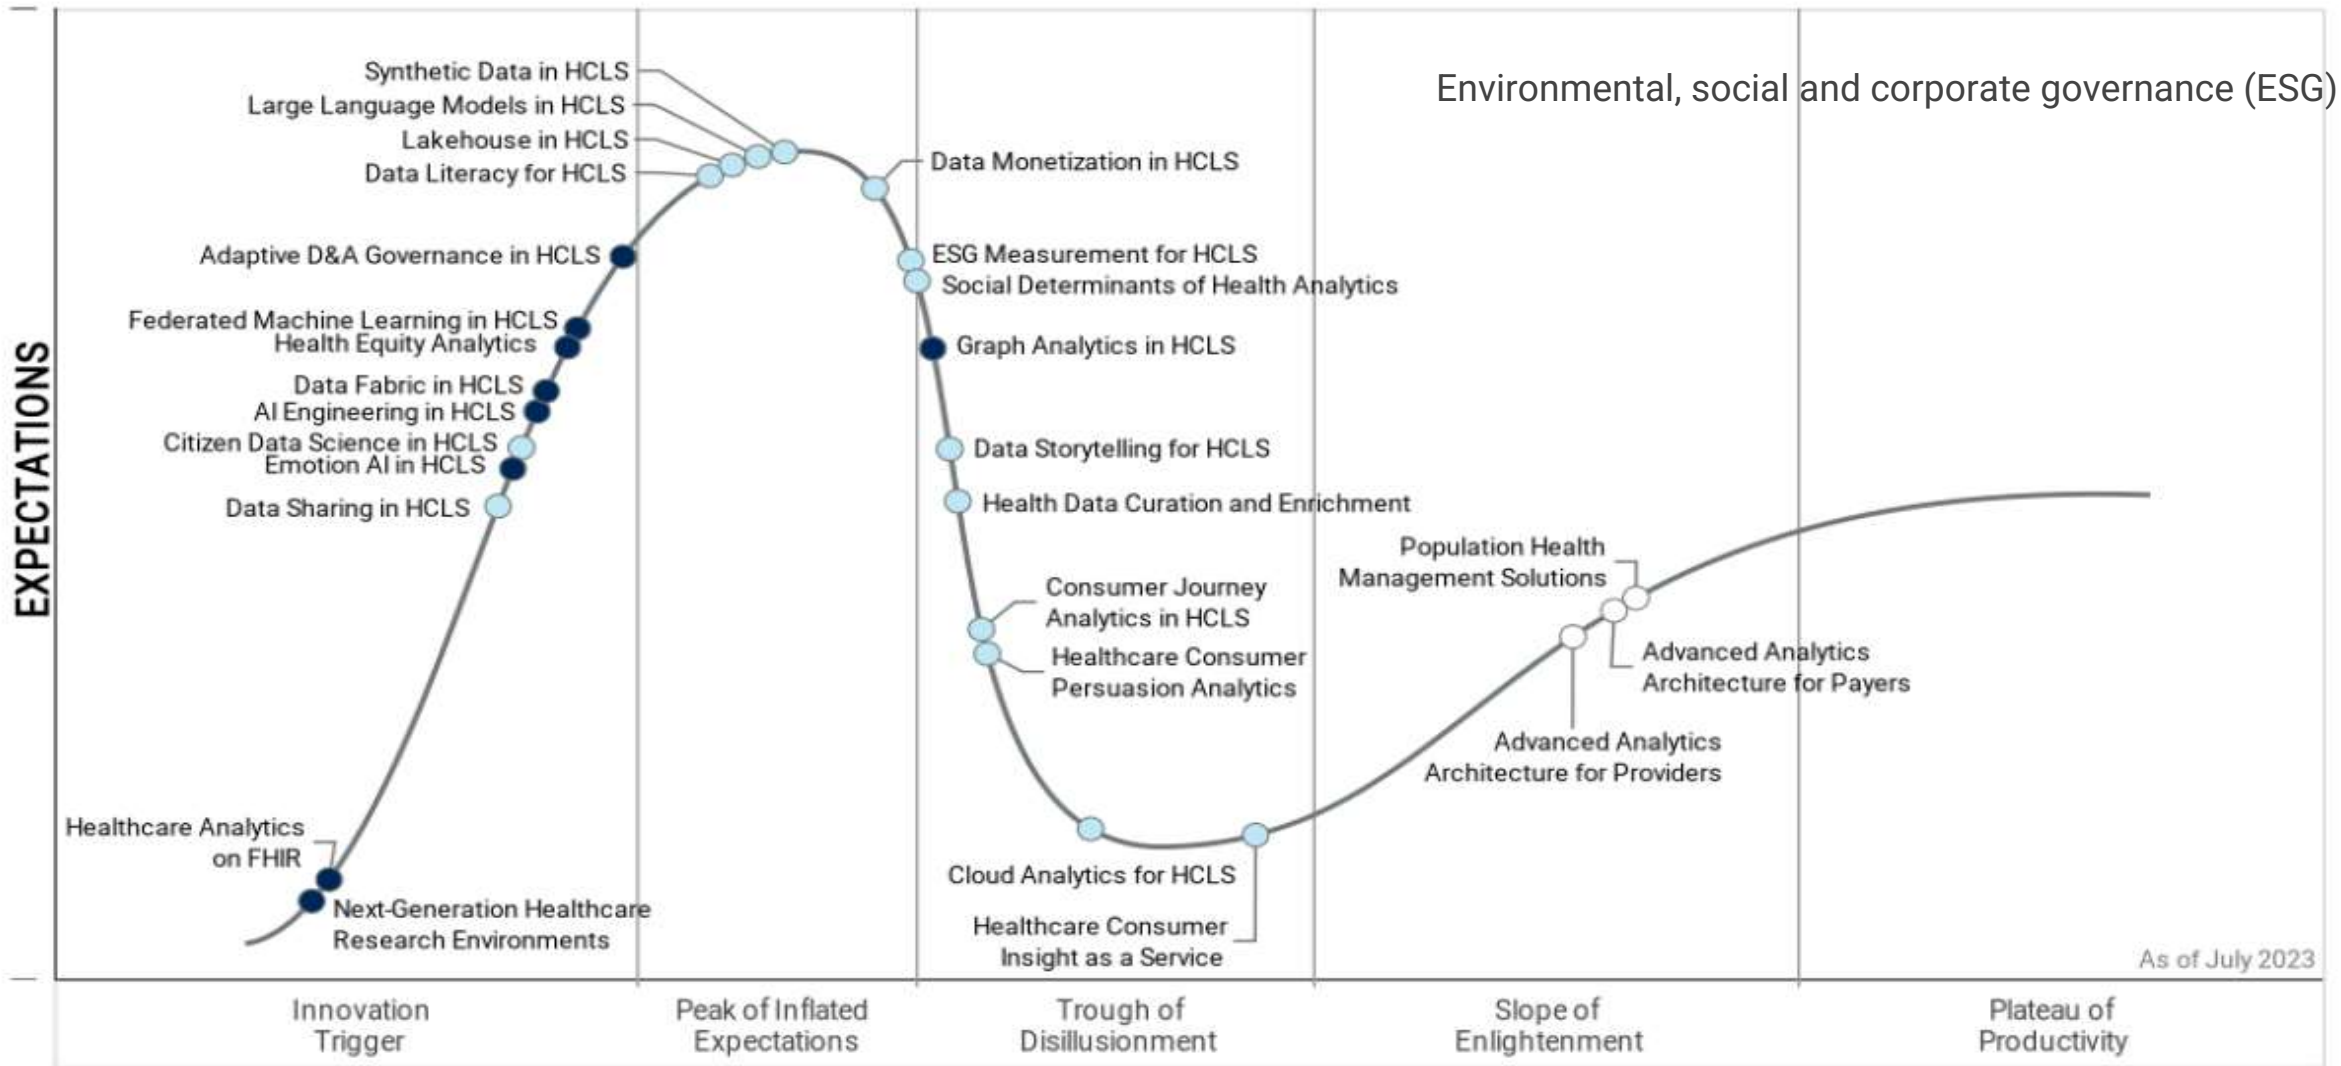 Environmental, social and corporate governance (ESG)
EXPECTATIONS
Synthetic Data in HCLS
Large Language Models in HCLS
Lakehouse in HCLS
Data Literacy for HCLS
Adaptive D&A Governance in HCLS
Federated Machine Learning in HCLS
Health Equity Analytics
Data Fabric in HCLS
AI Engineering in HCLS
Citizen Data Science in HCLS
Emotion AI in HCLS
Data Sharing in HCLS
Healthcare Analytics
on FHIR
Next-Generation Healthcare
Research Environments
Data Monetization in HCLS
ESG Measurement for HCLS
Social Determinants of Health Analytics
Graph Analytics in HCLS
Data Storytelling for HCLS
Health Data Curation and Enrichment
Consumer Journey
Analytics in HCLS
Healthcare Consumer
Persuasion Analytics
Cloud Analytics for HCLS
Healthcare Consumer
Insight as a Service
Population Health
Management Solutions
Advanced Analytics
Architecture for Payers
Advanced Analytics
Architecture for Providers
As of July 2023
Innovation
Trigger
Peak of Inflated
Expectations
Trough of
Disillusionment
Slope of
Enlightenment
Plateau of
Productivity